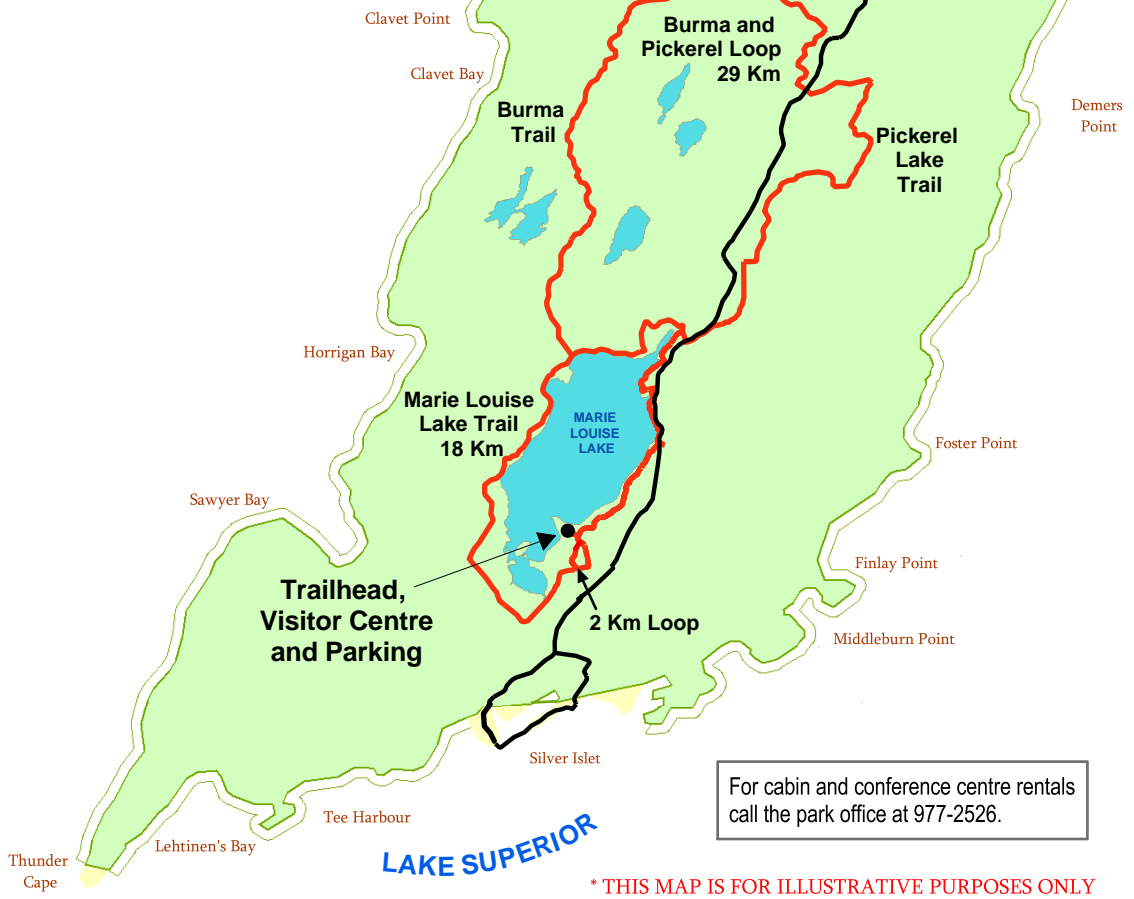 Clavet Point
Burma and
Pickerel Loop
29 Km
Clavet Bay
Burma
Trail
Demers
Point
Pickerel
Lake
Trail
Horrigan Bay
Marie Louise
Lake Trail
18 Km
MARIE
LOUISE
LAKE
Foster Point
Sawyer Bay
Finlay Point
Trailhead,
Visitor Centre
and Parking
2 Km Loop
Middleburn Point
Silver Islet
For cabin and conference centre rentals
call the park office at 977-2526.
Tee Harbour
Lehtinen's Bay
LAKE SUPERIOR
Thunder
Cape
* THIS MAP IS FOR ILLUSTRATIVE PURPOSES ONLY